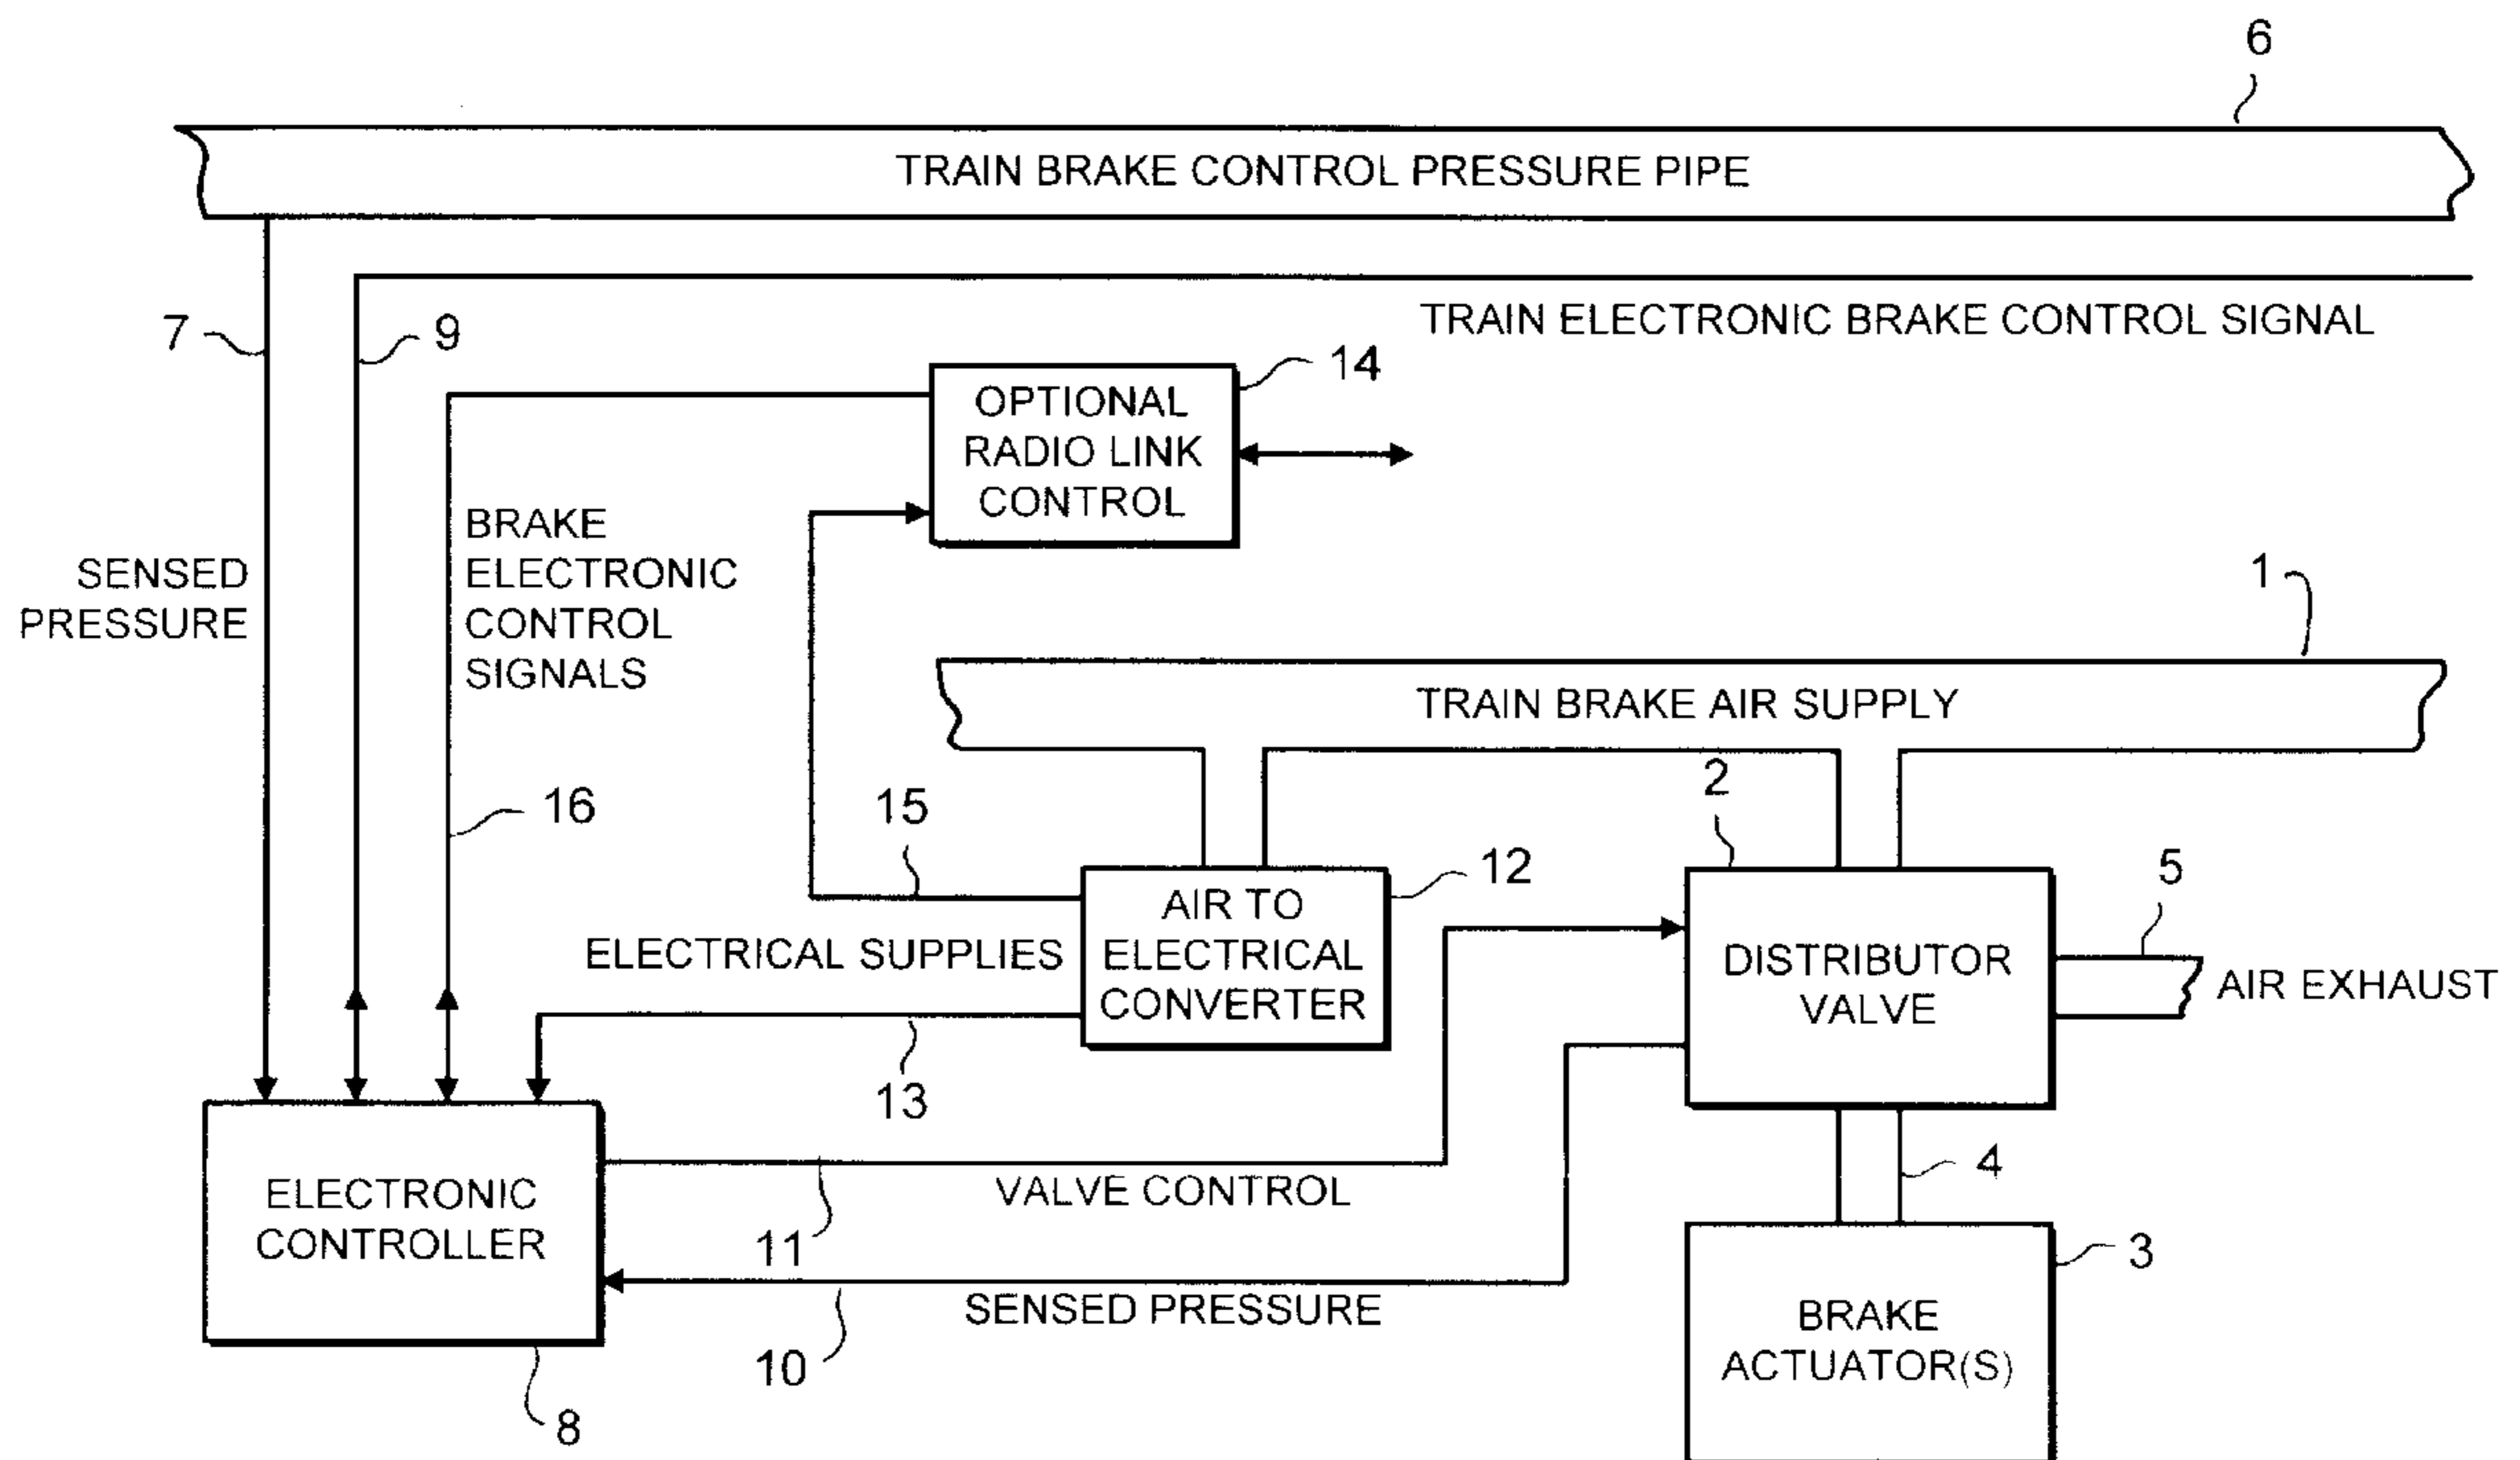 6
TRAIN BRAKE CONTROL PRESSURE PIPE
TRAIN ELECTRONIC BRAKE CONTROL SIGNAL
7
9
14
OPTIONAL
RADIO LINK
CONTROL
BRAKE
ELECTRONIC
CONTROL
SIGNALS
SENSED
PRESSURE
1
TRAIN BRAKE AIR SUPPLY
2
16
15
12
5
AIR TO
ELECTRICAL
CONVERTER
ELECTRICAL SUPPLIES
DISTRIBUTOR
VALVE
AIR EXHAUST
13
4
ELECTRONIC
CONTROLLER
VALVE CONTROL
11
3
SENSED PRESSURE
10
BRAKE
ACTUATOR(S)
8